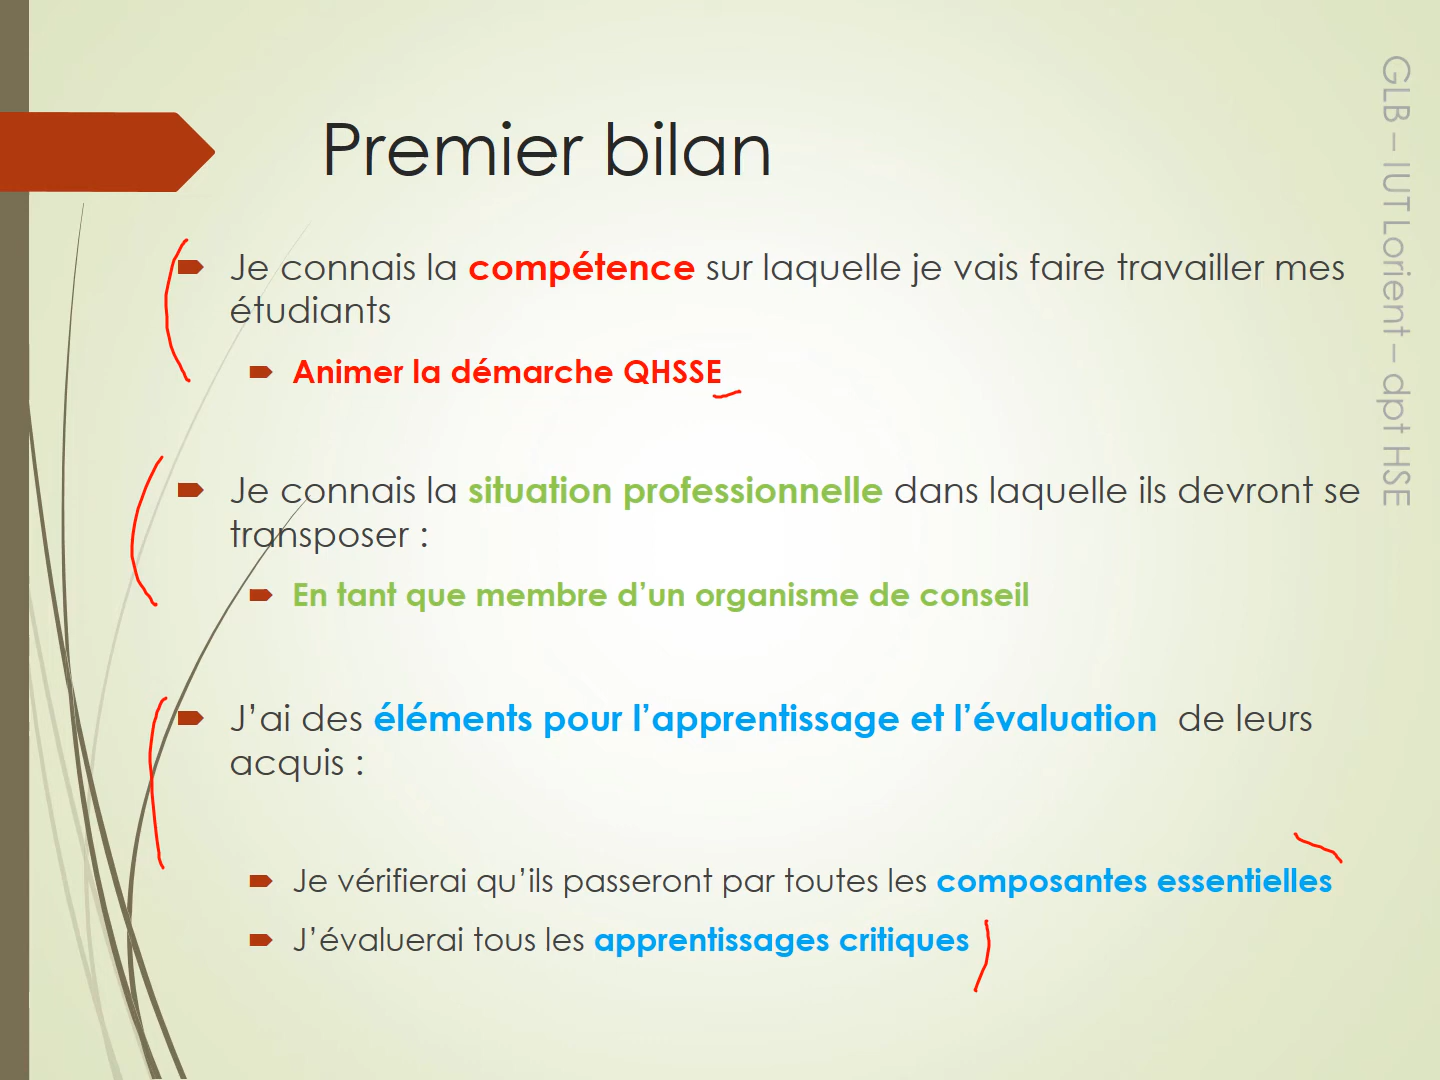 Premier bilan
Je connais la compétence sur laquelle je vais faire travailler mes
étudiants
Animer la démarche QHSSE
Je connais la situation professionnelle dans laquelle ils devront se
transposer :
En tant que membre d’un organisme de conseil
J’ai des éléments pour l’apprentissage et l’évaluation de leurs
acquis :
Je vérifierai qu’ils passeront par toutes les composantes essentielles
J’évaluerai tous les apprentissages critiques
GLB – IUT Lorient – dpt HSE